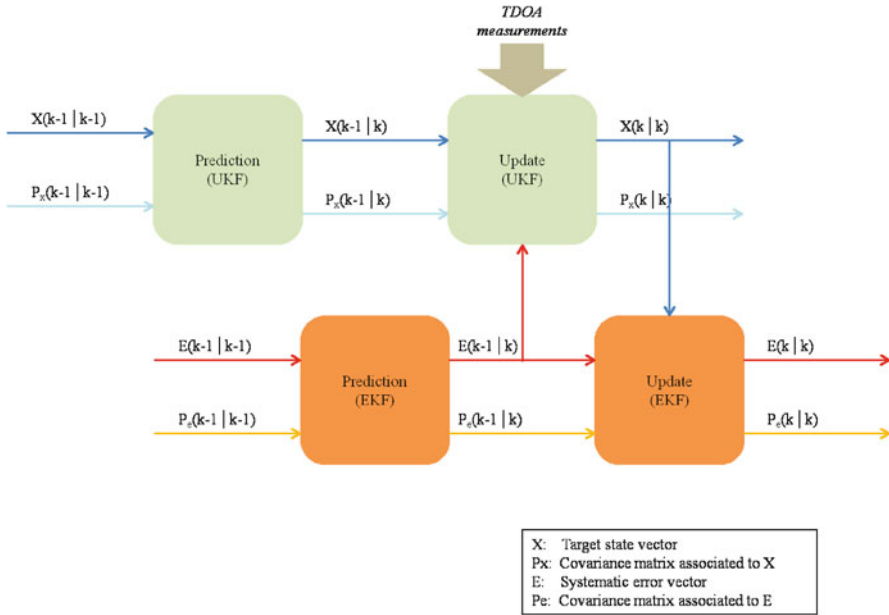 TDOA
measurements
X(k-1|k-1)
X(k-1|k)
X(k|k)
Prediction
(UKF)
Update
(UKF)
Px(k-1|k-1)
Px(k-1|k)
Px(k|k)
E(k-1|k-1)
E(k-1|k)
E(k|k)
Prediction
(EKF)
Update
(EKF)
Pe(k-1|k-1)
Pe(k-1|k)
Pe(k|k)
X: Target state vector
Px: Covariance matrix associated to X
E: Systematic error vector
Pe: Covariance matrix associated to E